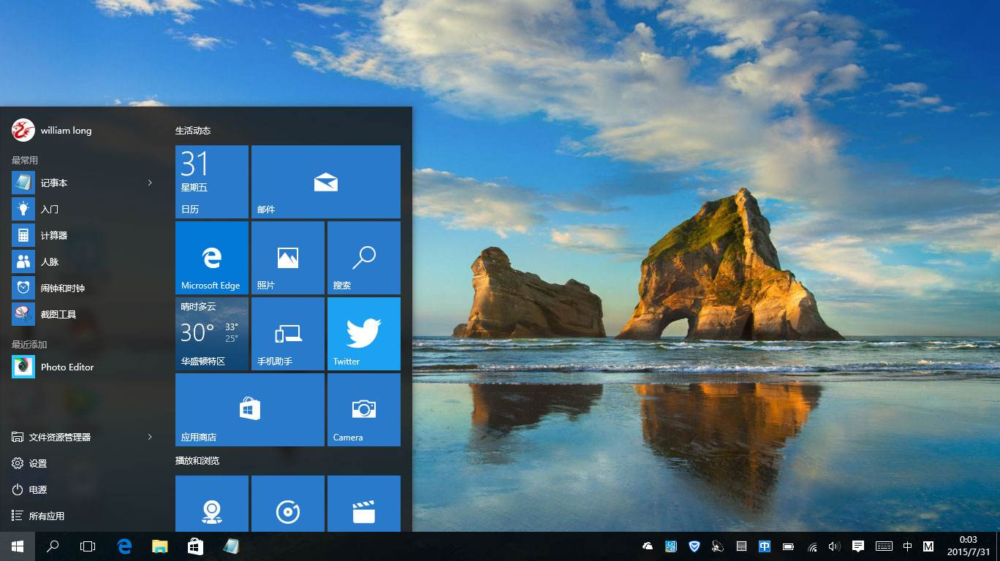 william long
最常用
记事本
入门
计算器
人脉
闹钟和时钟
截图工具
最近添加
Photo Editor
文件资源管理器
设置
电源
所有应用
生活动态
31
星期五
日历
邮件
Microsoft Edge
照片
搜索
晴时多云
30°
33°
25°
华盛顿特区
手机助手
Twitter
应用商店
Camera
播放和浏览
中
中
M
0:03
2015/7/31